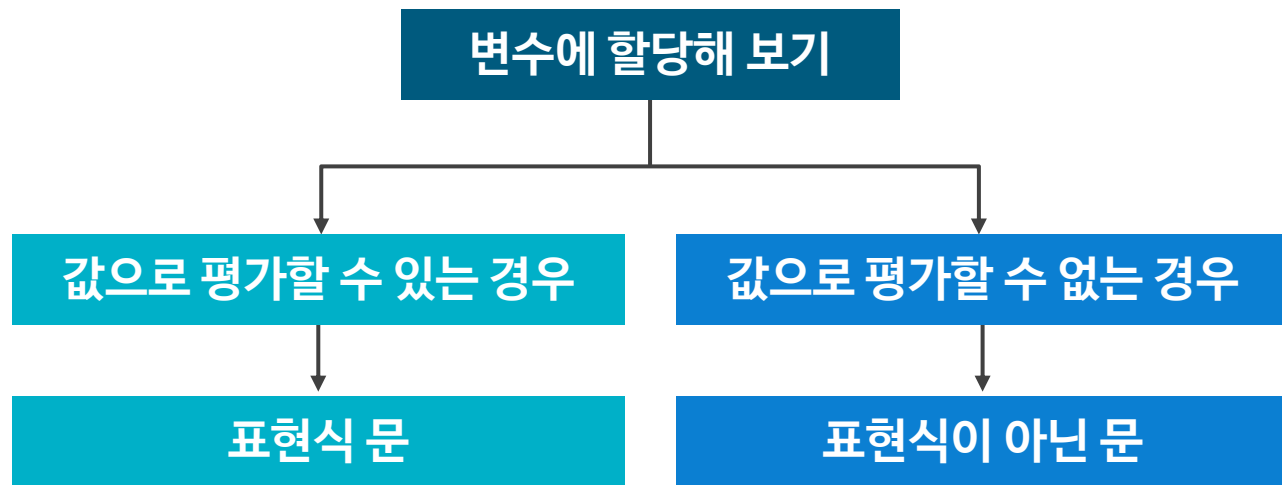 변수에 할당해 보기
값으로 평가할 수 있는 경우
값으로 평가할 수 없는 경우
표현식 문
표현식이 아닌 문